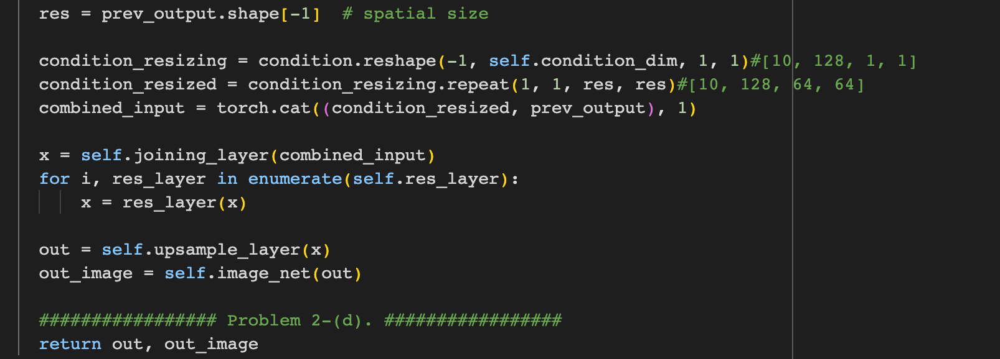 res = prev_output.shape[-1]  # spatial size
condition_resizing = condition.reshape(-1, self.condition_dim, 1, 1)#[10, 128, 1, 1]
condition_resized = condition_resizing.repeat(1, 1, res, res)#[10, 128, 64, 64]
combined_input = torch.cat((condition_resized, prev_output), 1)
x = self.joining_layer(combined_input)
for i, res_layer in enumerate(self.res_layer):
    x = res_layer(x)
out = self.upsample_layer(x)
out_image = self.image_net(out)
################# Problem 2-(d). #################
return out, out_image